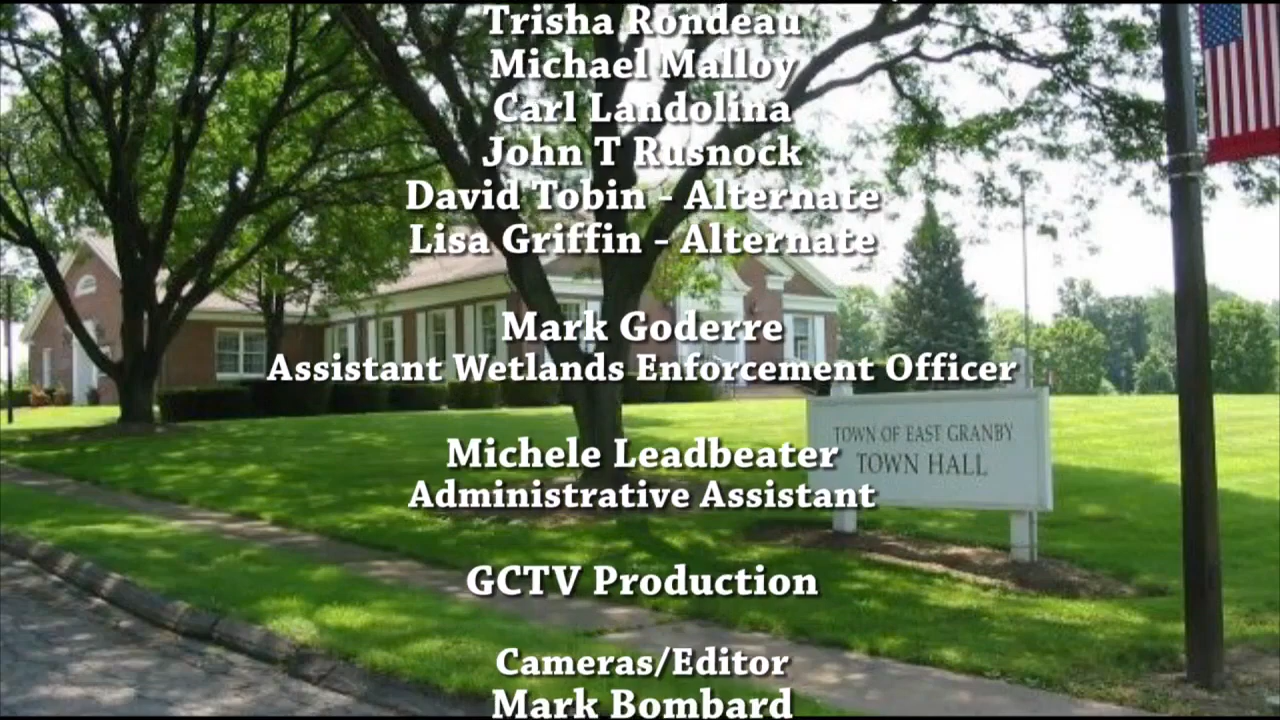 Trisha Rondeau
Michael Malloy
Carl Landolina
John T Rusnock
David Tobin - Alternate
Lisa Griffin - Alternate
Mark Goderre
Assistant Wetlands Enforcement Officer
Michele Leadbeater
Administrative Assistant
TOWN OF EAST GRANBY
TOWN HALL
GCTV Production
Cameras/Editor
Mark Bombard